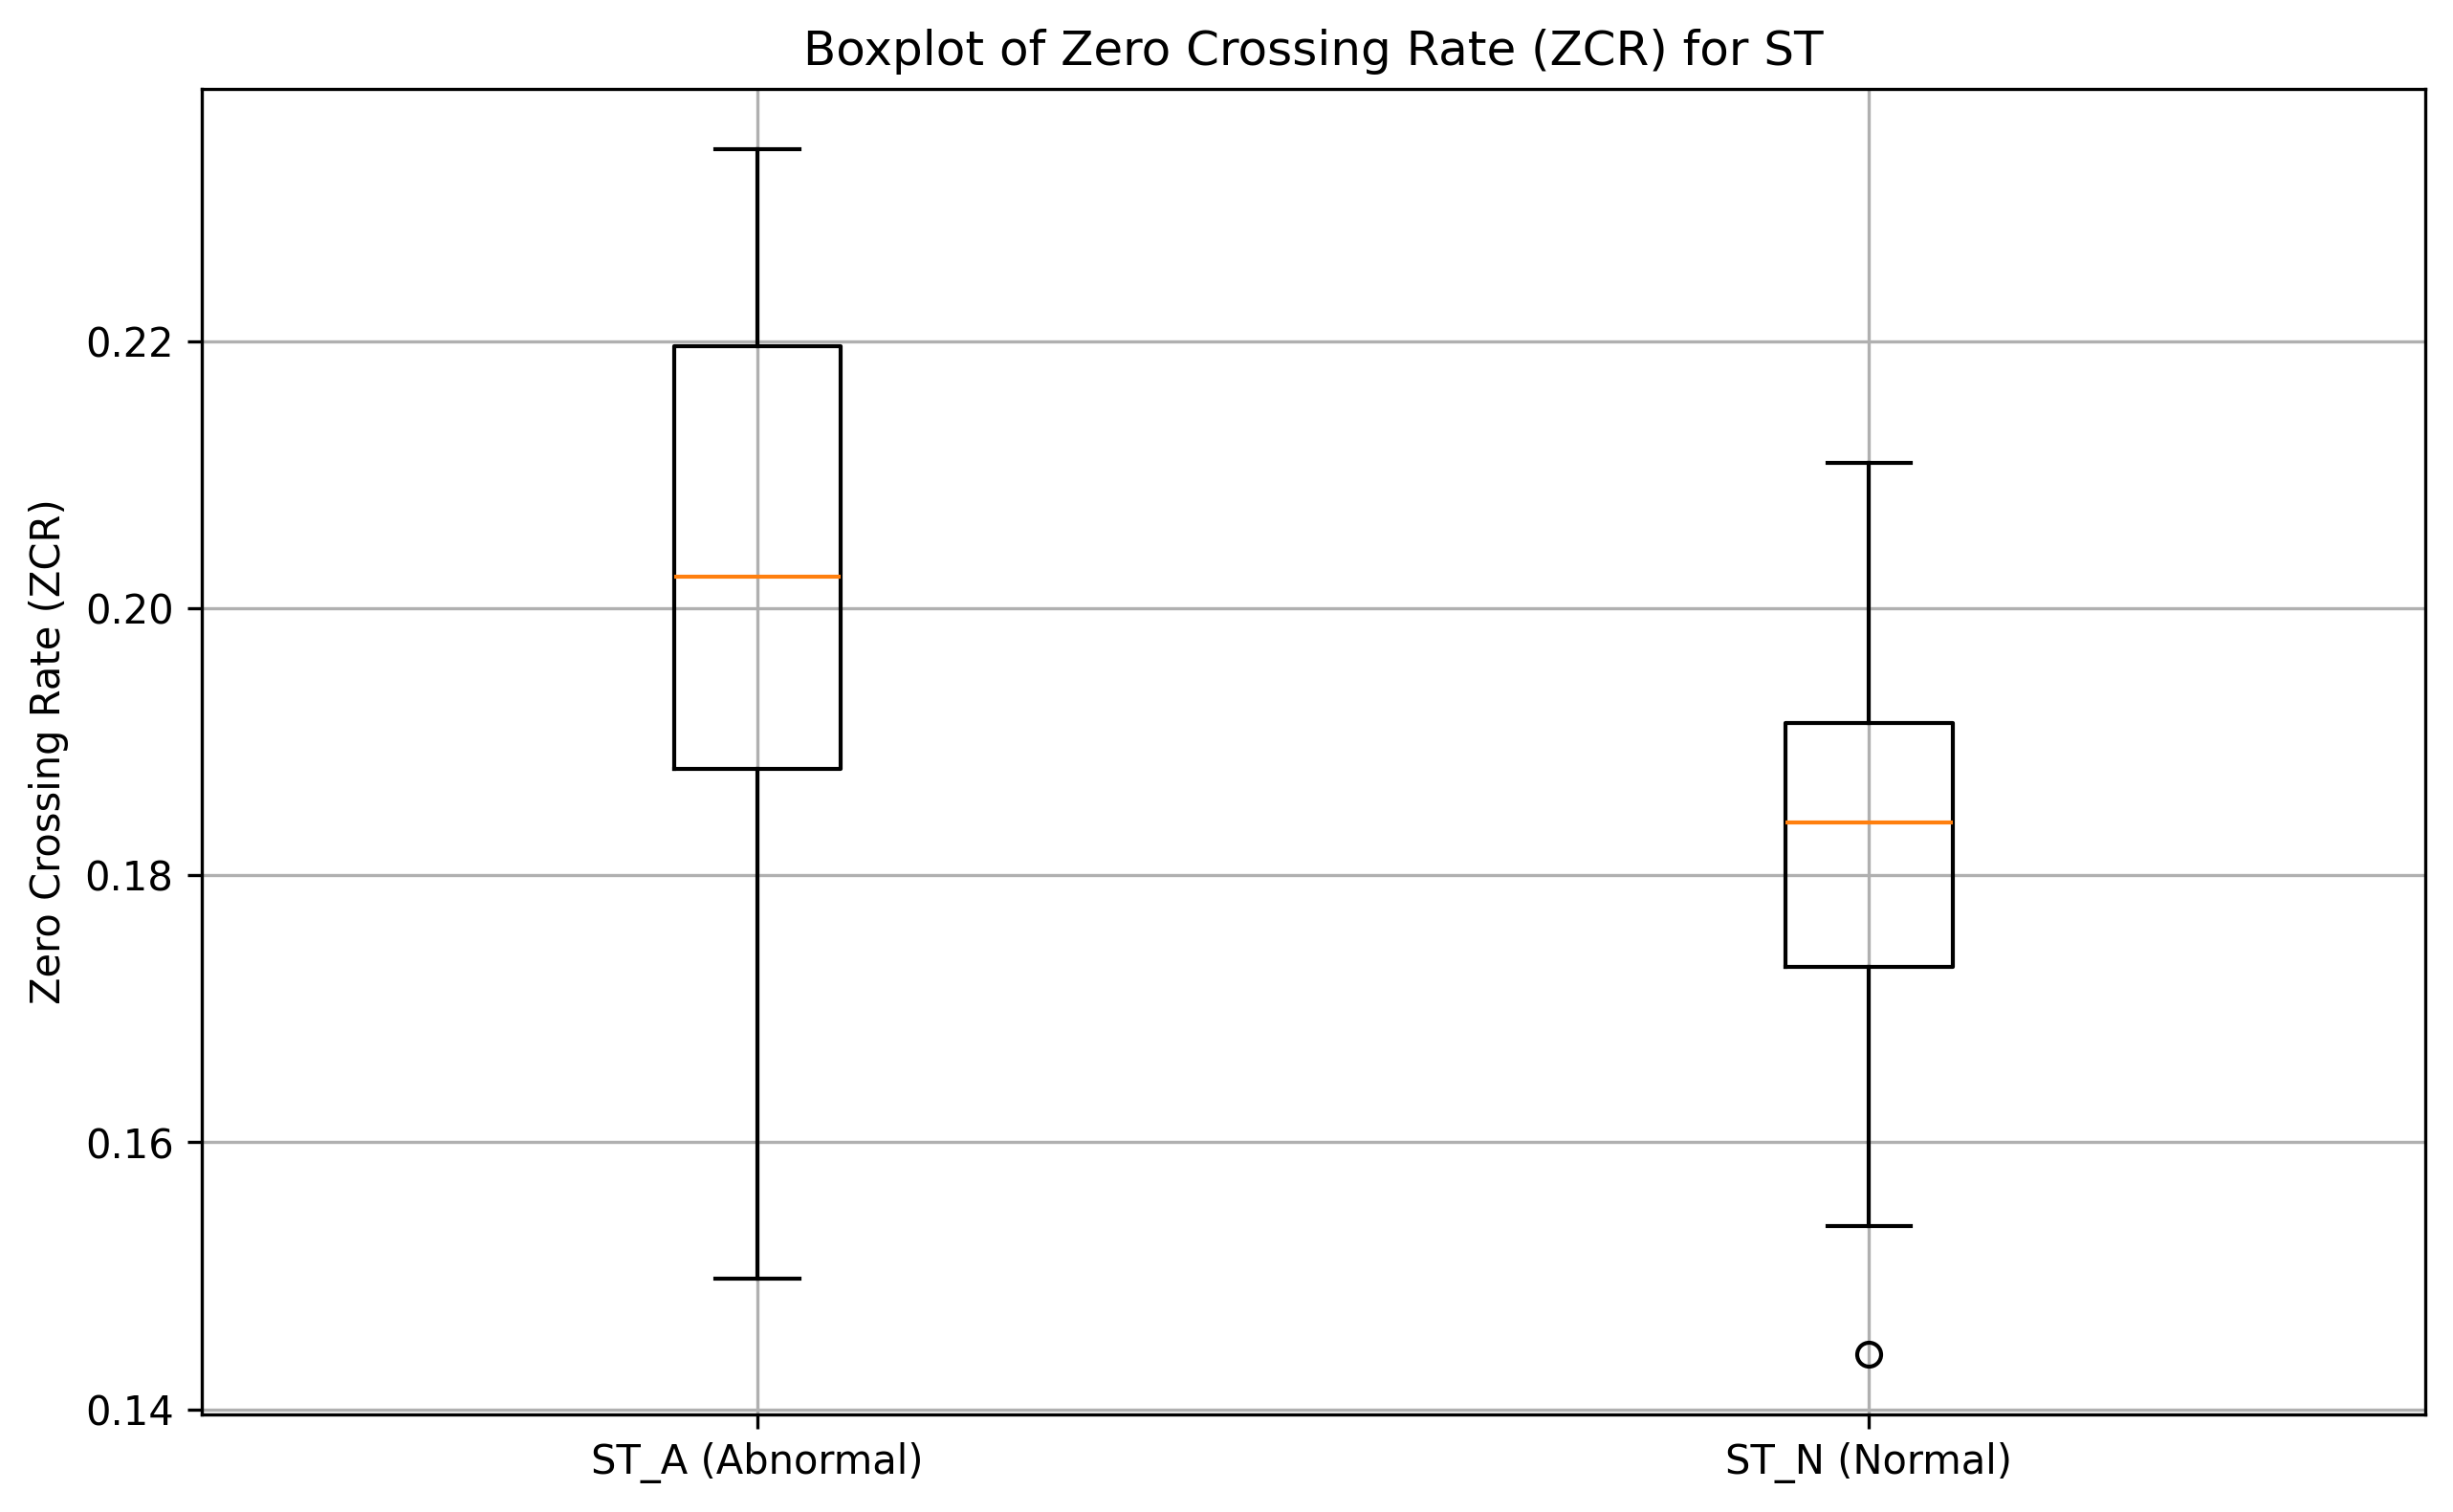 Boxplot of Zero Crossing Rate (ZCR) for ST
Zero Crossing Rate (ZCR)
0.22
0.20
0.18
0.16
0.14
ST_A (Abnormal)
ST_N (Normal)